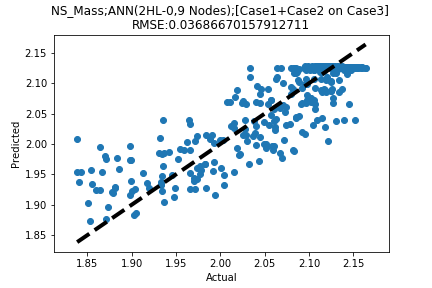 NS_Mass;ANN(2HL-0,9 Nodes);[Case1+Case2 on Case3]
RMSE:0.03686670157912711
2.15
2.10
2.05
2.00
1.95
1.90
1.85
Predicted
1.85 1.90 1.95 2.00 2.05 2.10 2.15
Actual